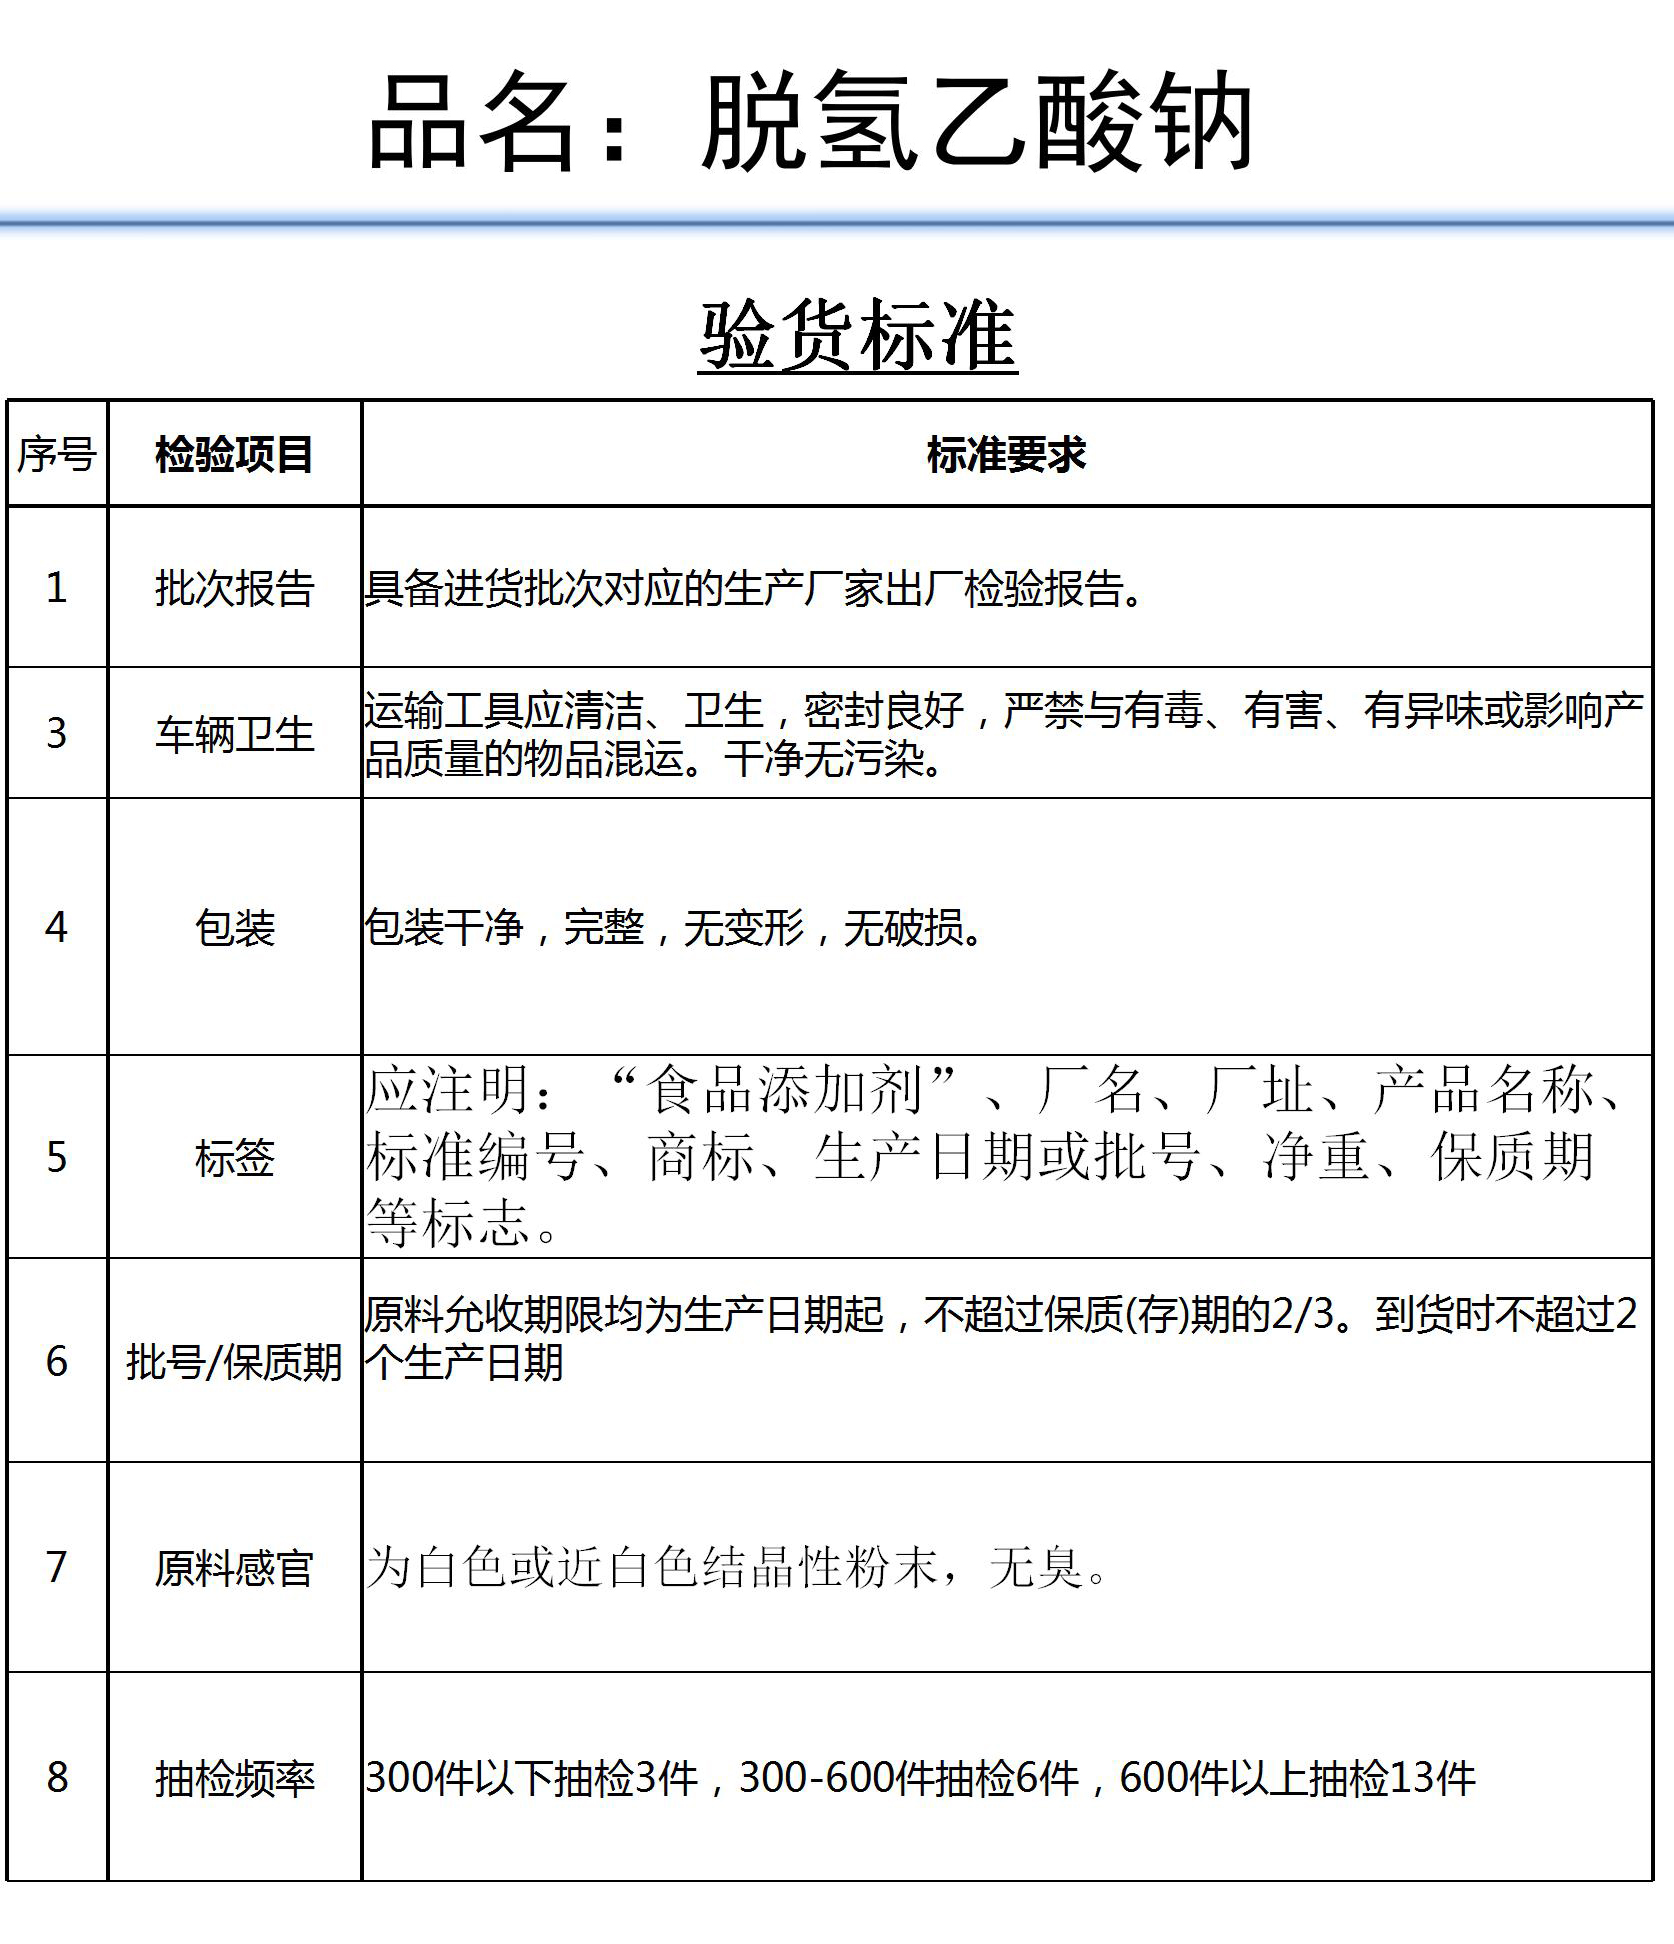 品名：脱氢乙酸钠
验货标准
序号 检验项目 标准要求
1 批次报告 具备进货批次对应的生产厂家出厂检验报告。
3 车辆卫生 运输工具应清洁、卫生，密封良好，严禁与有毒、有害、有异味或影响产
品质量的物品混运。干净无污染。
4 包装 包装干净，完整，无变形，无破损。
5 标签 应注明：“食品添加剂”、厂名、厂址、产品名称、
标准编号、商标、生产日期或批号、净重、保质期
等标志。
6 批号/保质期 原料允收期限均为生产日期起，不超过保质(存)期的2/3。到货时不超过2
个生产日期
7 原料感官 为白色或近白色结晶性粉末，无臭。
8 抽检频率 300件以下抽检3件，300-600件抽检6件，600件以上抽检13件